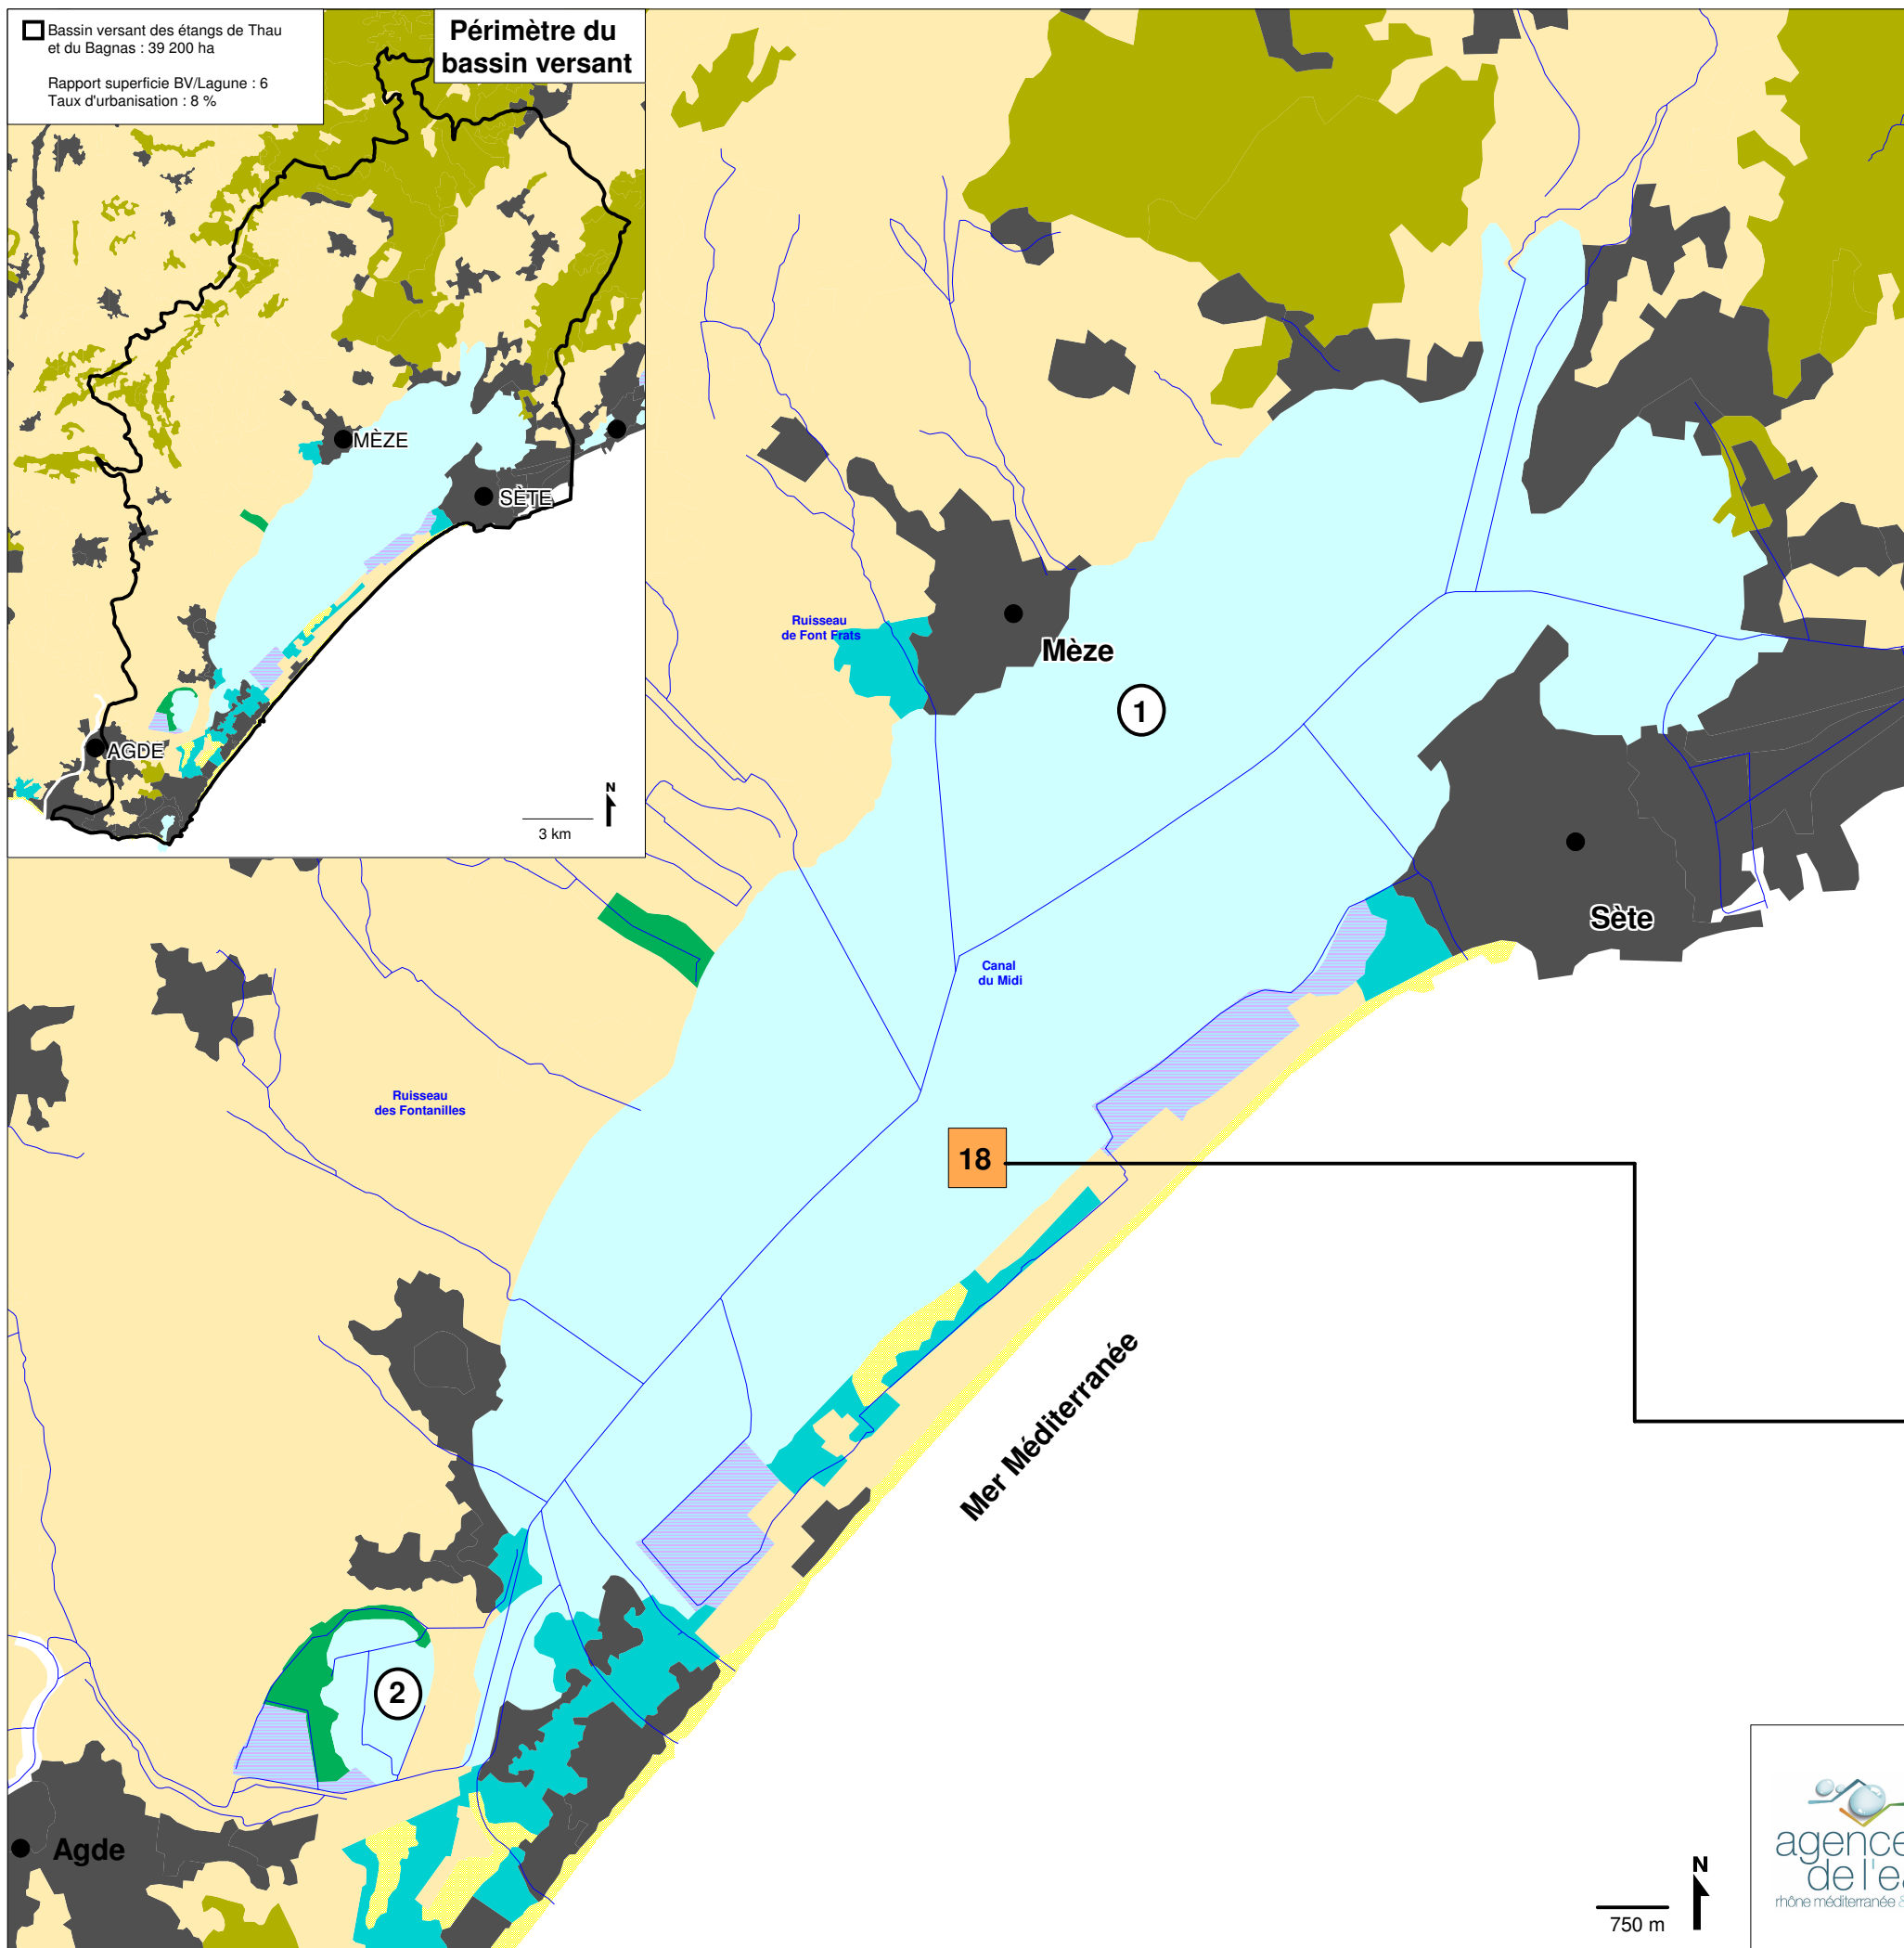 Bassin versant des étangs de Thau
et du Bagnas : 39 200 ha
Rapport superficie BV/Lagune : 6
Taux d'urbanisation : 8 %
Périmètre du
bassin versant
MÈZE
SÈTE
AGDE
N
3 km
Ruisseau
de Font Frats
Mèze
1
Sète
Canal
du Midi
Ruisseau
des Fontanilles
18
Mer Méditerranée
2
Agde
N
750 m
agence
de l'ea
rhône méditerranée &